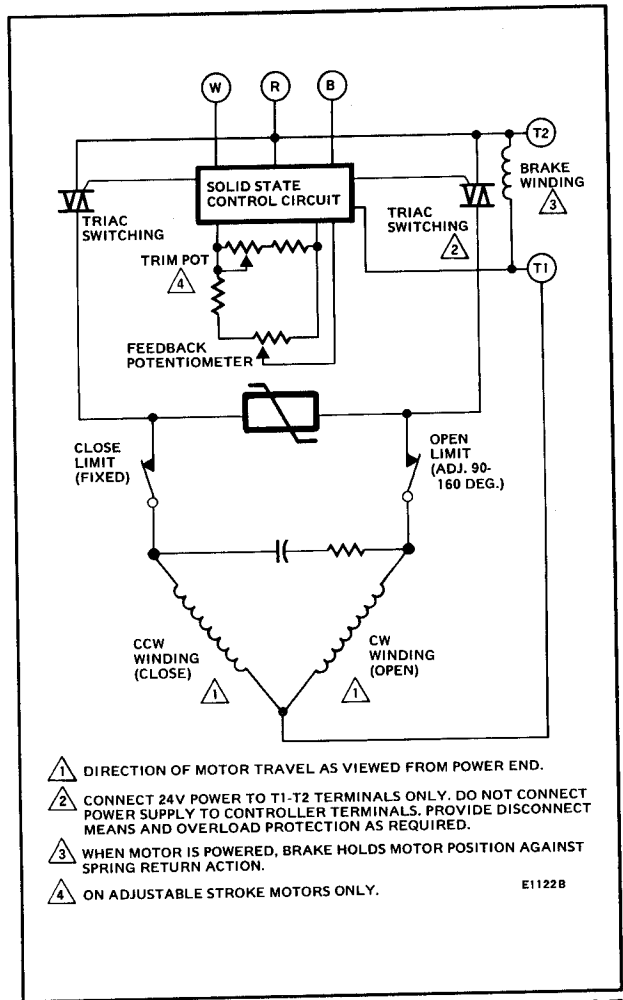 W
R
B
T2
SOLID STATE
CONTROL CIRCUIT
BRAKE
WINDING
3
TRIAC
SWITCHING
TRIAC
SWITCHING
2
TRIM POT
4
T1
FEEDBACK
POTENTIOMETER
CLOSE
LIMIT
(FIXED)
OPEN
LIMIT
(ADJ. 90-
160 DEG.)
CCW
WINDING
(CLOSE)
1
CW
WINDING
(OPEN)
1
1 DIRECTION OF MOTOR TRAVEL AS VIEWED FROM POWER END.
2 CONNECT 24V POWER TO T1-T2 TERMINALS ONLY. DO NOT CONNECT
POWER SUPPLY TO CONTROLLER TERMINALS. PROVIDE DISCONNECT
MEANS AND OVERLOAD PROTECTION AS REQUIRED.
3 WHEN MOTOR IS POWERED, BRAKE HOLDS MOTOR POSITION AGAINST
SPRING RETURN ACTION.
4 ON ADJUSTABLE STROKE MOTORS ONLY.
E1122B